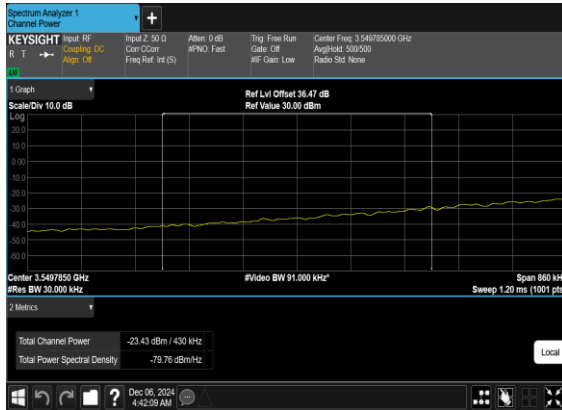 Spectrum Analyzer 1
Channel Power
+
KEYSIGHT Input: RF Input Z: 50 Ω Atten: 0 dB Trig: Free Run Center Freq: 3.549785000 GHz
R T Coupling: DC Corr CCorr #PNO: Fast Gate: Off Avg|Hold: 500/500
Align: Off Freq Ref: Int (S) #IF Gain: Low Radio Std: None
1 Graph
Ref Lvl Offset 36.47 dB
Scale/Div 10.0 dB Ref Value 30.00 dBm
Log
20.0
10.0
0.00
-10.0
-20.0
-30.0
-40.0
-50.0
-60.0
Center 3.5497850 GHz #Video BW 91.000 kHz* Span 860 kH
#Res BW 30.000 kHz Sweep 1.20 ms (1001 pts
2 Metrics
Total Channel Power -23.43 dBm / 430 kHz
Total Power Spectral Density -79.76 dBm/Hz
Local
?
Dec 06, 2024
4:42:09 AM